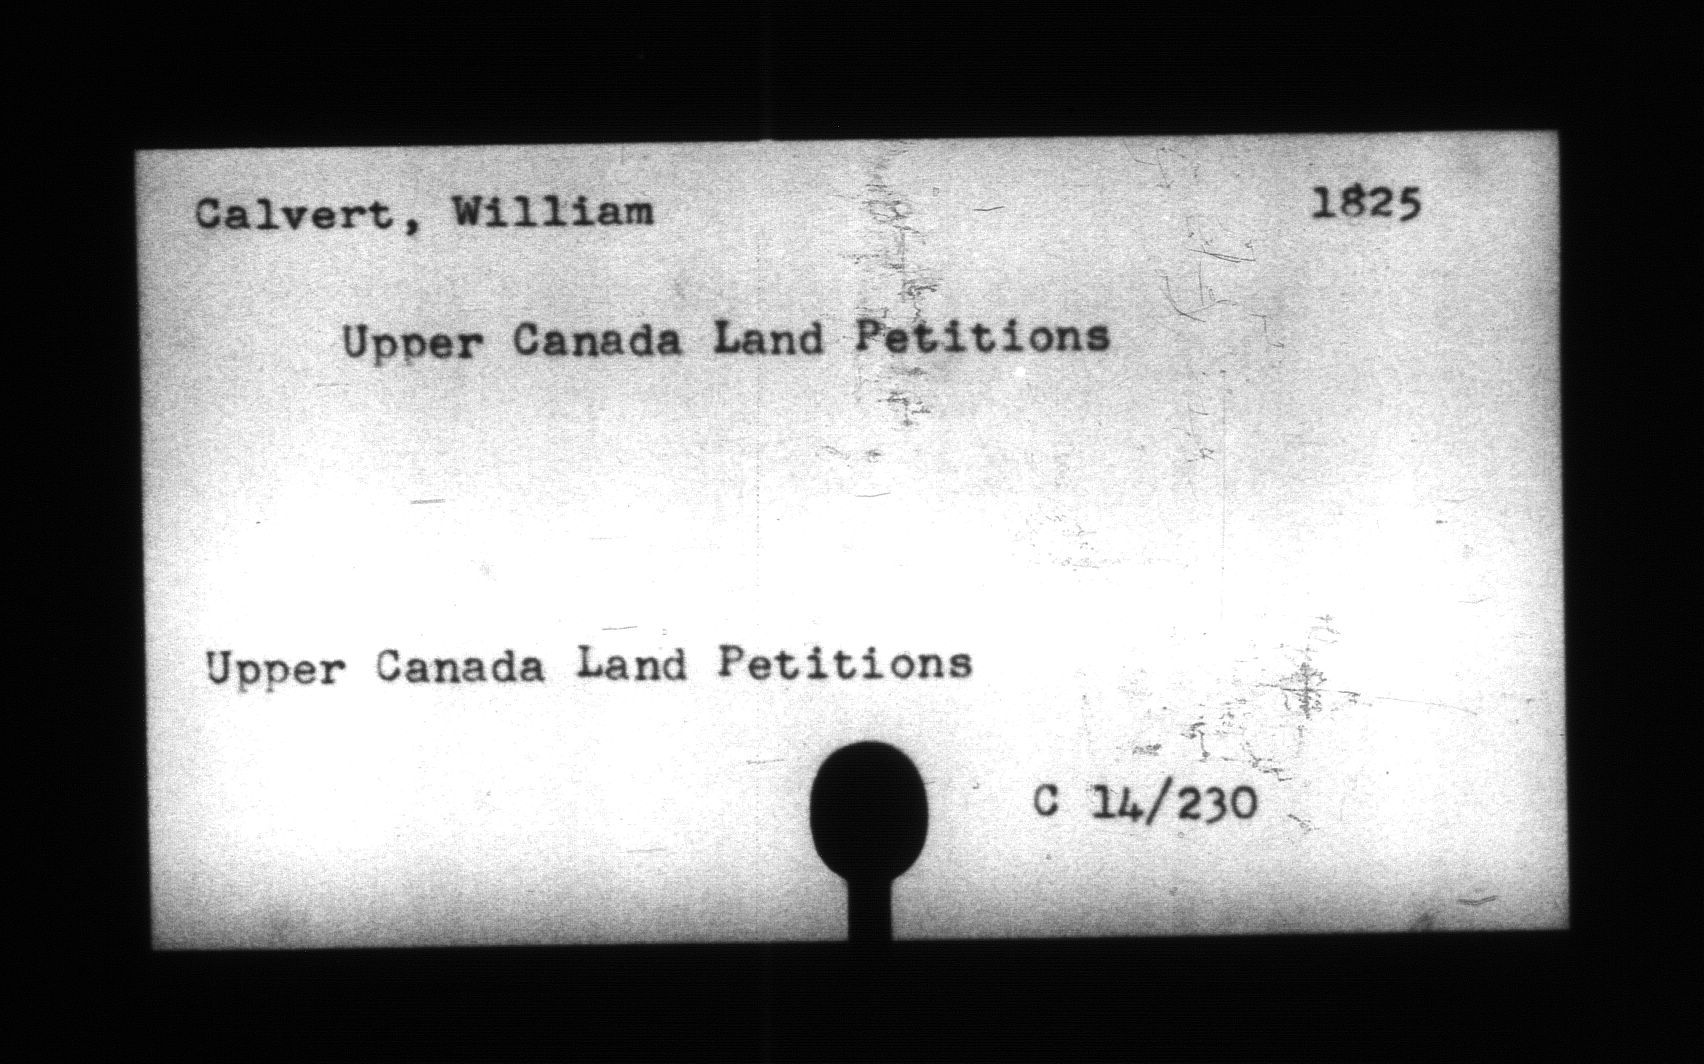 Calvert, William 1825
Upper Canada Land Petitions
Upper Canada Land Petitions
C 14/230